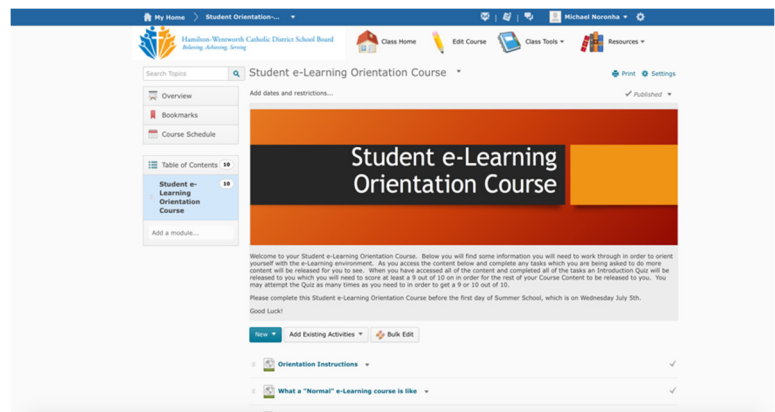 My Home
Student Orientation-...
Michael Noronha
Hamilton-Wentworth Catholic District School Board
Believing, Achieving, Serving
Class Home
Edit Course
Class Tools
Resources
Search Topics
Student e-Learning Orientation Course
Print
Settings
Overview
Add dates and restrictions...
Published
Bookmarks
Course Schedule
Table of Contents 10
Student e-
Learning
Orientation
Course
10
Add a module...
Student e-Learning
Orientation Course
Welcome to your Student e-Learning Orientation Course. Below you will find some information you will need to work through in order to orient
yourself with the e-Learning environment. As you access the content below and complete any tasks which you are being asked to do more
content will be released for you to see. When you have accessed all of the content and completed all of the tasks an Introduction Quiz will be
released to you which you will need to score at least a 9 out of 10 on in order for the rest of your Course Content to be released to you. You
may attempt the Quiz as many times as you need to in order to get a 9 or 10 out of 10.
Please complete this Student e-Learning Orientation Course before the first day of Summer School, which is on Wednesday July 5th.
Good Luck!
New
Add Existing Activities
Bulk Edit
Orientation Instructions
What a "Normal" e-Learning course is like